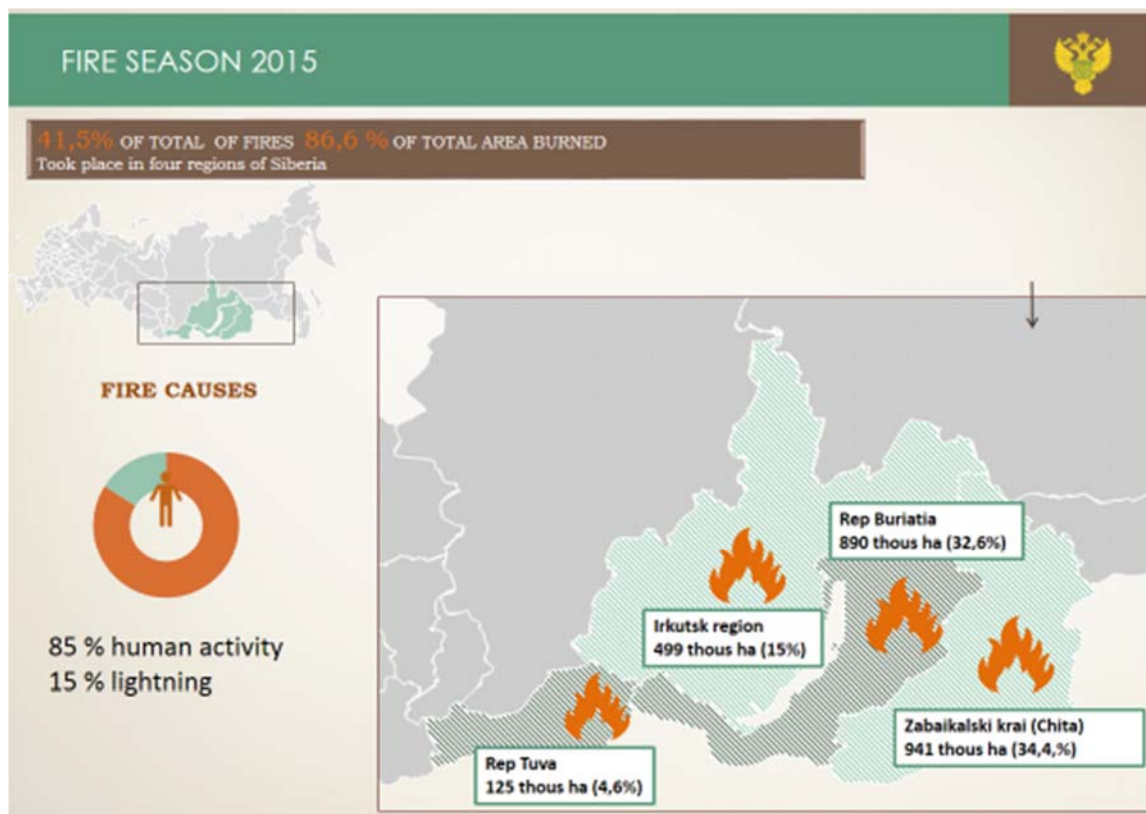 FIRE SEASON 2015
41,5% OF TOTAL OF FIRES 86,6 % OF TOTAL AREA BURNED
Took place in four regions of Siberia
FIRE CAUSES
85 % human activity
15 % lightning
Rep Buriatia
890 thous ha (32,6%)
Irkutsk region
499 thous ha (15%)
Zabaikalski krai (Chita)
941 thous ha (34,4,%)
Rep Tuva
125 thous ha (4,6%)